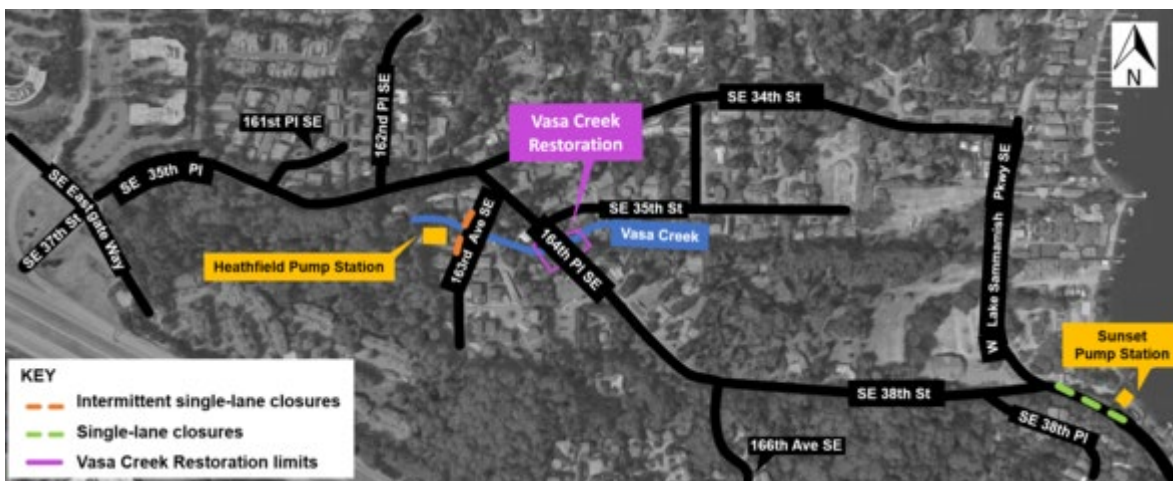 N
SE 34th St
162nd Pl SE
161st Pl SE
Vasa Creek
Restoration
SE 35th Pl
SE Eastgate Way
SE 37th St
163rd Ave SE
SE 35th St
Vasa Creek
164th Pl SE
Heathfield Pump Station
W Lake Sammamish Pkwy SE
Sunset
Pump Station
SE 38th St
SE 38th Pl
166th Ave SE
KEY
Intermittent single-lane closures
Single-lane closures
Vasa Creek Restoration limits